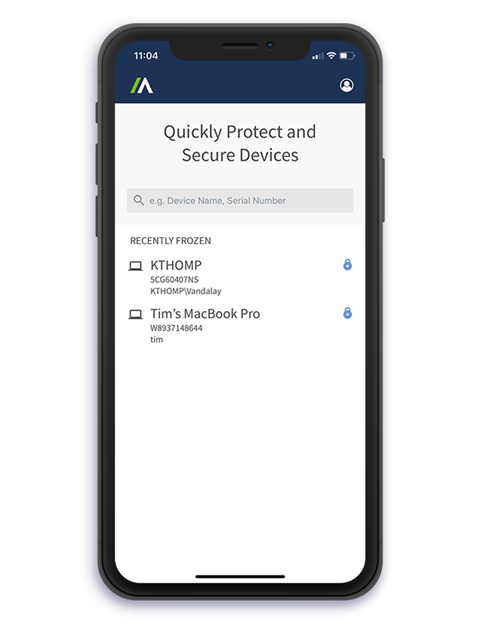 11:04
Quickly Protect and
Secure Devices
e.g. Device Name, Serial Number
RECENTLY FROZEN
KTHOMP
5CG60407NS
KTHOMP\Vandalay
Tim’s MacBook Pro
W8937148644
tim